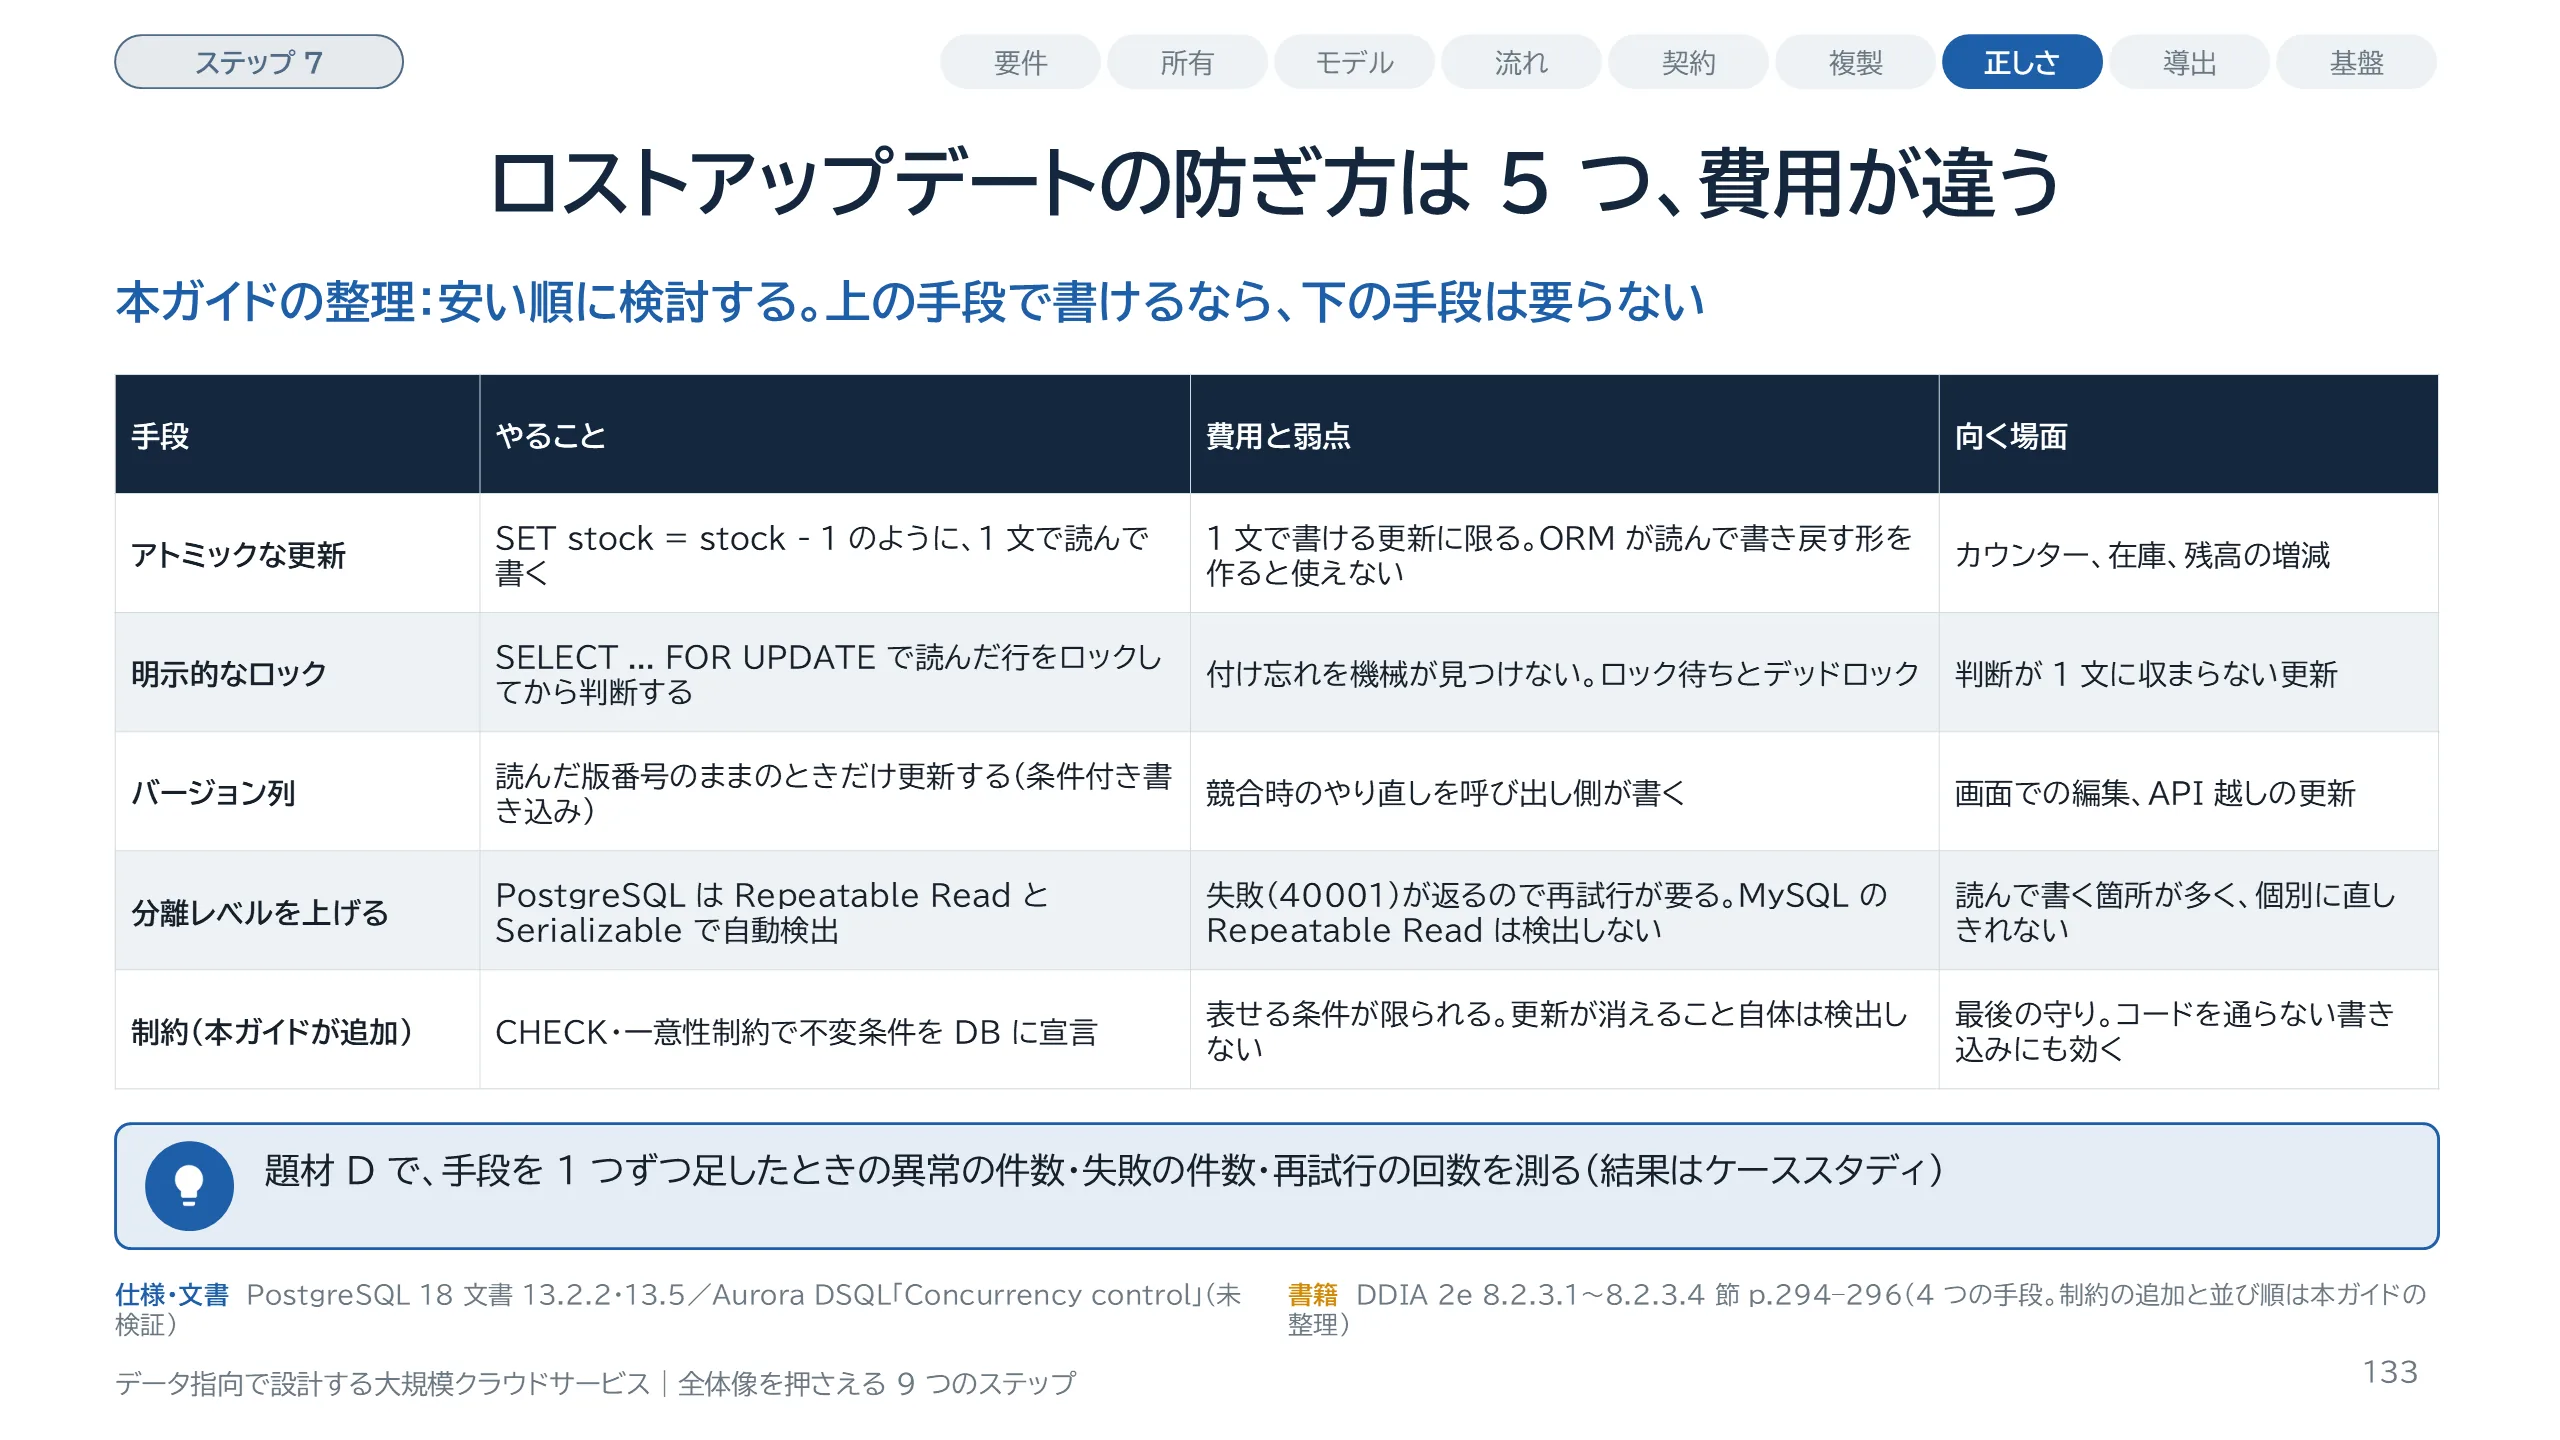 ステップ 7
要件
所有
モデル
流れ
契約
複製
正しさ
導出
基盤
ロストアップデートの防ぎ方は 5 つ、費用が違う
本ガイドの整理：安い順に検討する。上の手段で書けるなら、下の手段は要らない
手段
やること
費用と弱点
向く場面
アトミックな更新
SET stock = stock - 1 のように、1 文で読んで
書く
1 文で書ける更新に限る。ORM が読んで書き戻す形を
作ると使えない
カウンター、在庫、残高の増減
明示的なロック
SELECT ... FOR UPDATE で読んだ行をロックし
てから判断する
付け忘れを機械が見つけない。ロック待ちとデッドロック
判断が 1 文に収まらない更新
バージョン列
読んだ版番号のままのときだけ更新する（条件付き書
き込み）
競合時のやり直しを呼び出し側が書く
画面での編集、API 越しの更新
分離レベルを上げる
PostgreSQL は Repeatable Read と
Serializable で自動検出
失敗（40001）が返るので再試行が要る。MySQL の
Repeatable Read は検出しない
読んで書く箇所が多く、個別に直し
きれない
制約（本ガイドが追加）
CHECK・一意性制約で不変条件を DB に宣言
表せる条件が限られる。更新が消えること自体は検出し
ない
最後の守り。コードを通らない書き
込みにも効く
題材 D で、手段を 1 つずつ足したときの異常の件数・失敗の件数・再試行の回数を測る（結果はケーススタディ）
仕様・文書 PostgreSQL 18 文書 13.2.2・13.5／Aurora DSQL「Concurrency control」（未
検証）
書籍 DDIA 2e 8.2.3.1～8.2.3.4 節 p.294–296（4 つの手段。制約の追加と並び順は本ガイドの
整理）
データ指向で設計する大規模クラウドサービス｜全体像を押さえる 9 つのステップ
133